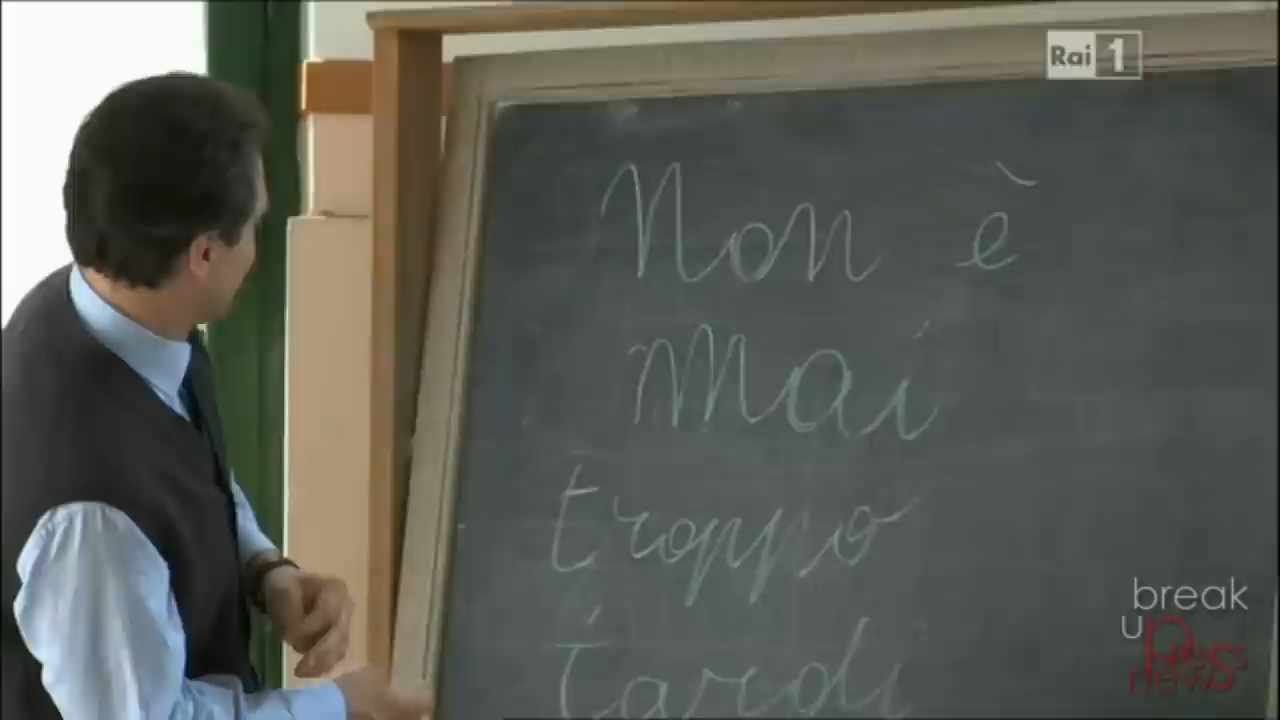 Rai 1
Non è
Mai
troppo
Tardi
break
up
news